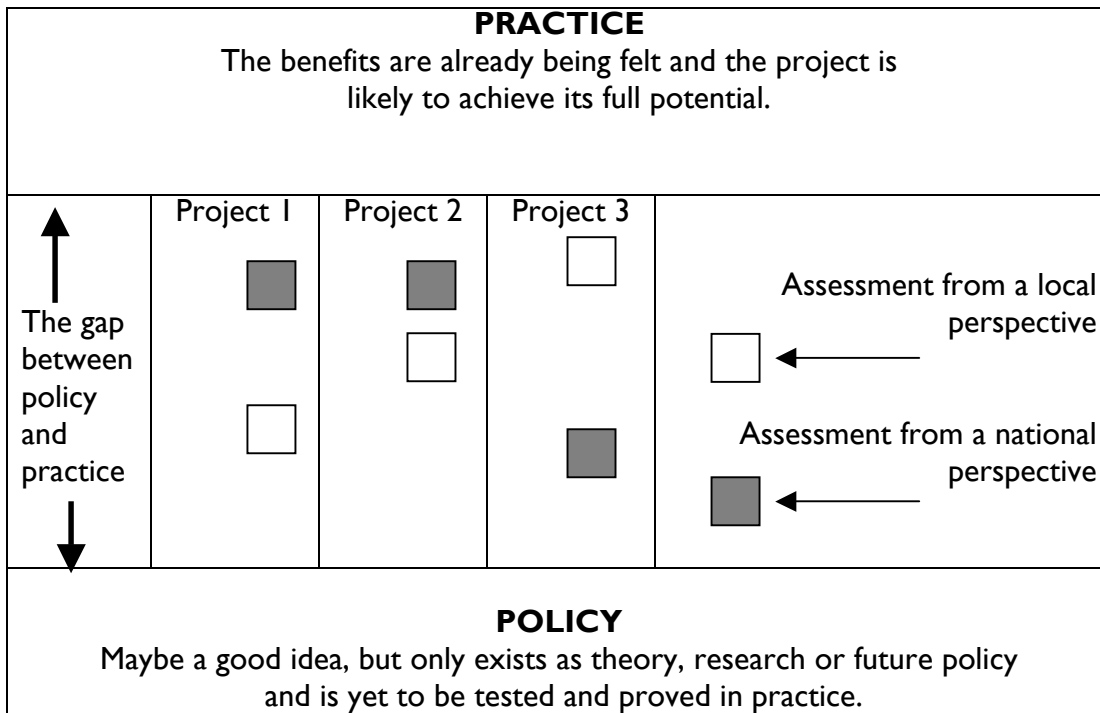 PRACTICE
The benefits are already being felt and the project is
likely to achieve its full potential.
The gap
between
policy
and
practice
Project 1
Project 2
Project 3
Assessment from a local
perspective
Assessment from a national
perspective
POLICY
Maybe a good idea, but only exists as theory, research or future policy
and is yet to be tested and proved in practice.